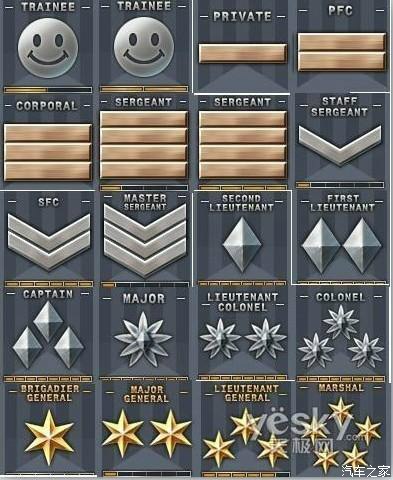 TRAINEE
TRAINEE
PRIVATE
PFC
CORPORAL
SERGEANT
SERGEANT
STAFF
SERGEANT
SFC
MASTER
SERGEANT
SECOND
LIEUTENANT
FIRST
LIEUTENANT
CAPTAIN
MAJOR
LIEUTENANT
COLONEL
COLONEL
BRIGADIER
GENERAL
MAJOR
GENERAL
LIEUTENANT
GENERAL
MARSHAL
yësky
天极网
汽车之家